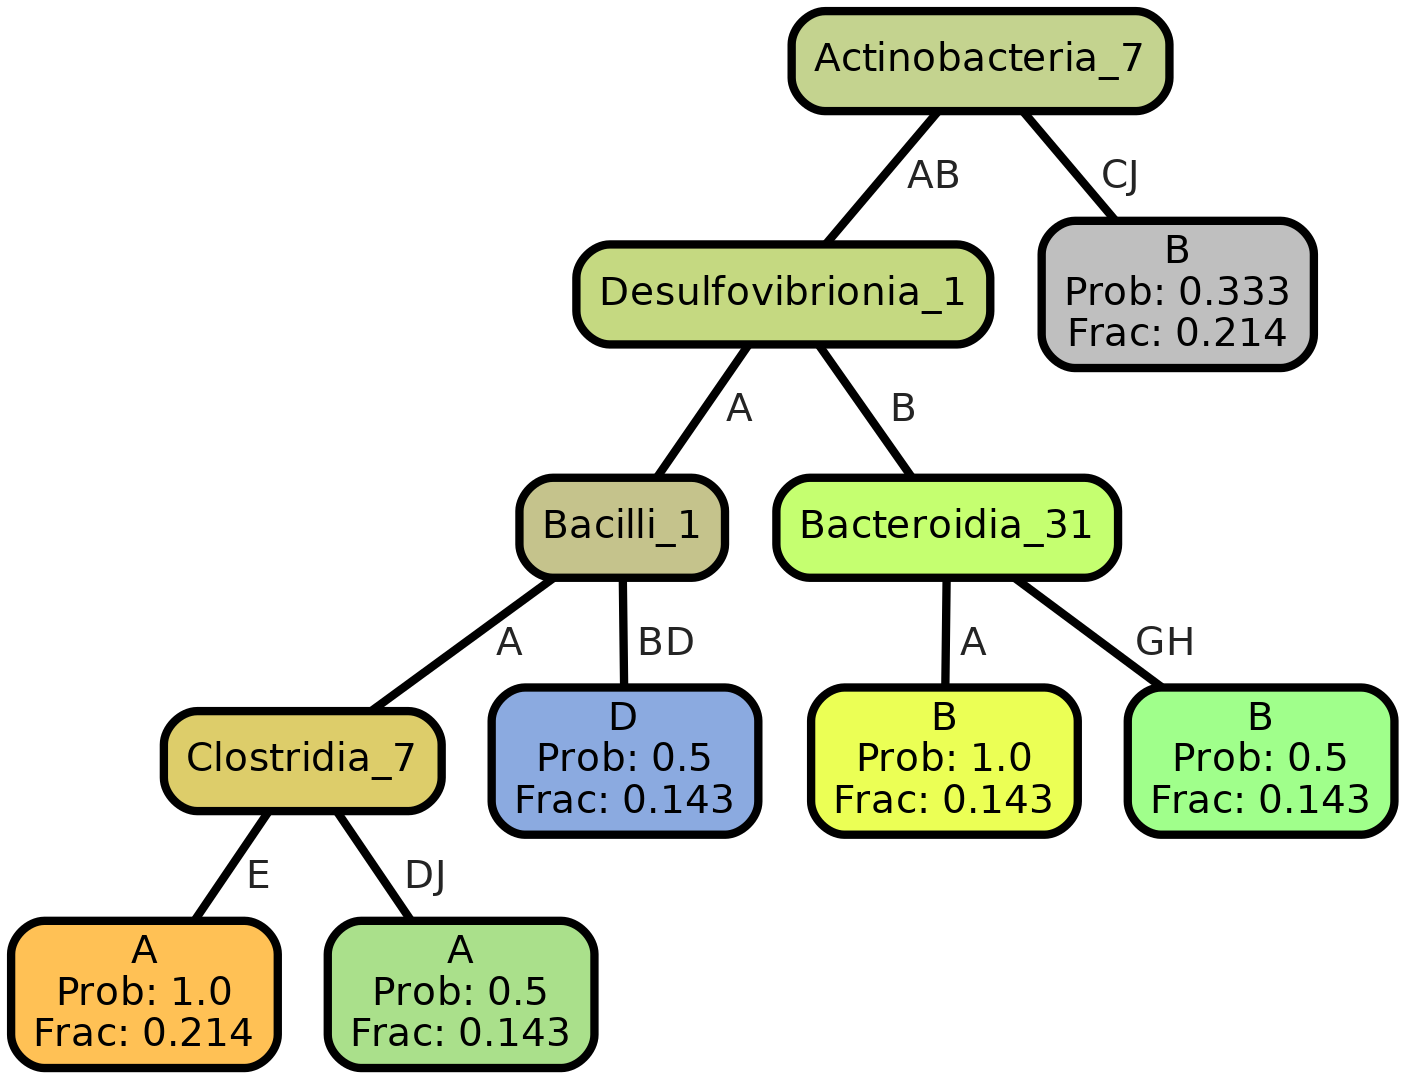 Actinobacteria_7
AB
CJ
Desulfovibrionia_1
B
Prob: 0.333
Frac: 0.214
A
B
Bacilli_1
Bacteroidia_31
A
BD
A
GH
Clostridia_7
D
Prob: 0.5
Frac: 0.143
B
Prob: 1.0
Frac: 0.143
B
Prob: 0.5
Frac: 0.143
E
DJ
A
Prob: 1.0
Frac: 0.214
A
Prob: 0.5
Frac: 0.143